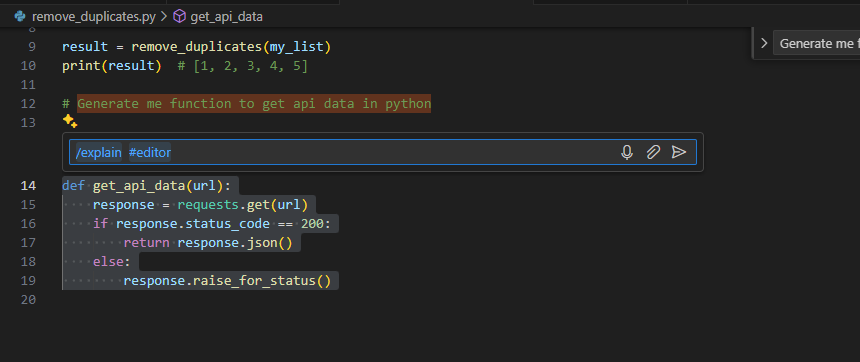 remove_duplicates.py > get_api_data
8
9 result = remove_duplicates(my_list)
10 print(result) # [1, 2, 3, 4, 5]
Generate me f
11
12 # Generate me function to get api data in python
13
/explain #editor
14 def get_api_data(url):
15 response = requests.get(url)
16 if response.status_code == 200:
17 return response.json()
18 else:
19 response.raise_for_status()
20